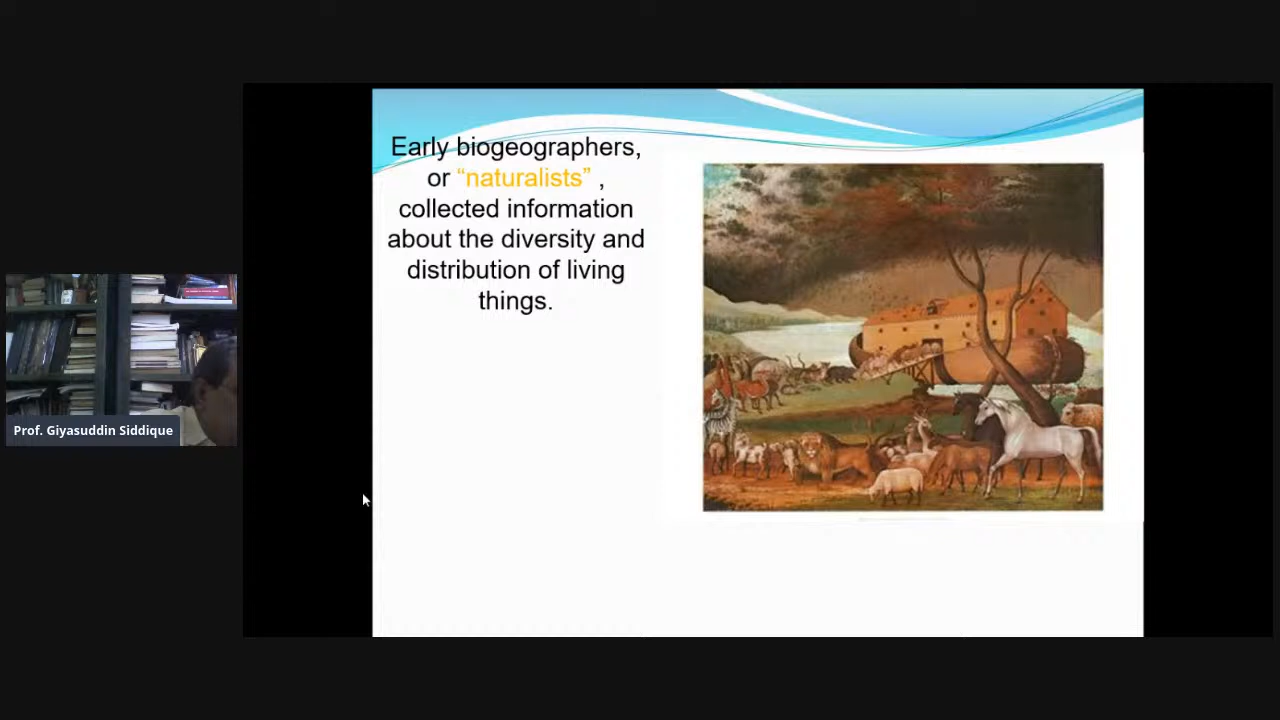 Early biogeographers,
or “naturalists” ,
collected information
about the diversity and
distribution of living
things.
Prof. Giyasuddin Siddique